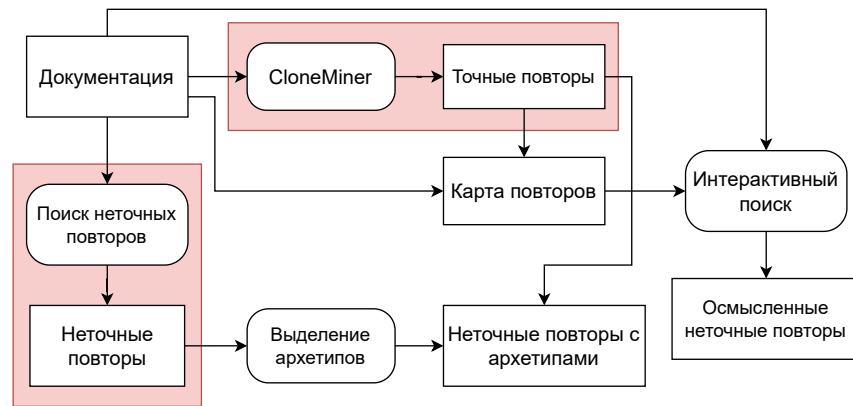 Документация
CloneMiner
Точные повторы
Карта повторов
Интерактивный
поиск
Поиск неточных
повторов
Осмысленные
неточные повторы
Неточные
повторы
Выделение
архетипов
Неточные повторы с
архетипами